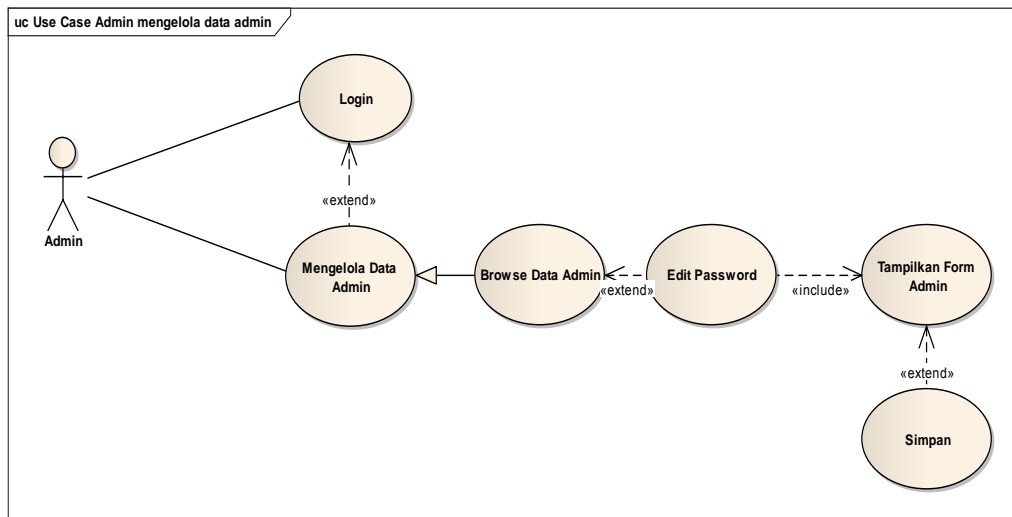 uc Use Case Admin mengelola data admin
Login
«extend»
Admin
Mengelola Data
Admin
Browse Data Admin
«extend»
Edit Password
«include»
Tampilkan Form
Admin
«extend»
Simpan